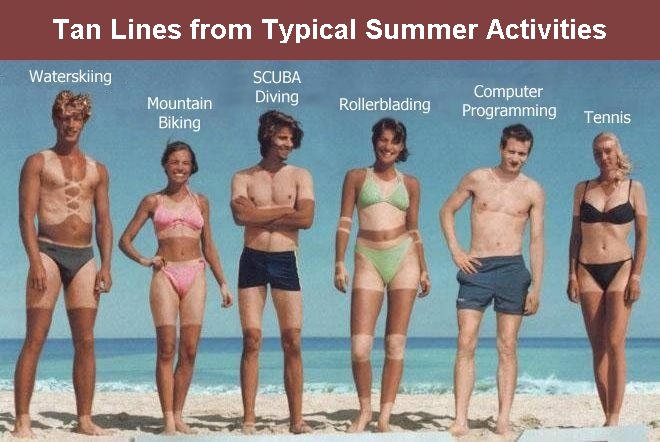 Tan Lines from Typical Summer Activities
Waterskiing
Mountain
Biking
SCUBA
Diving
Rollerblading
Computer
Programming
Tennis